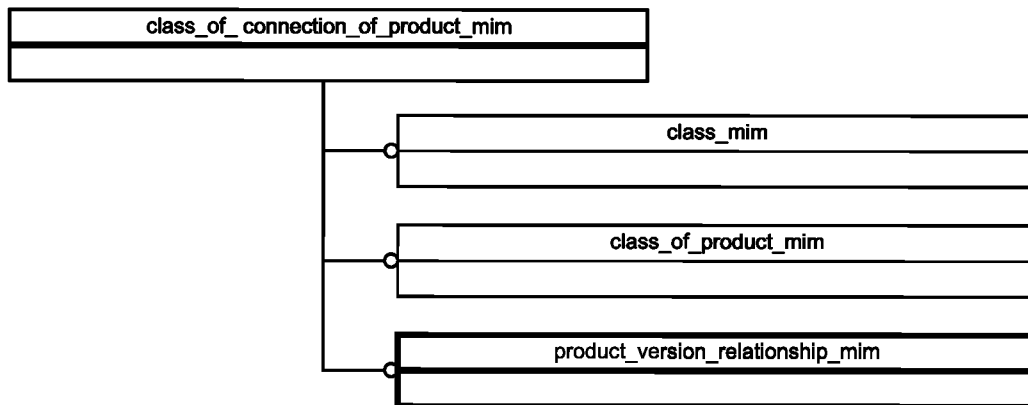 class_of_ connection_of_product_mim
class_mim
class_of_product_mim
product_version_relationship_mim